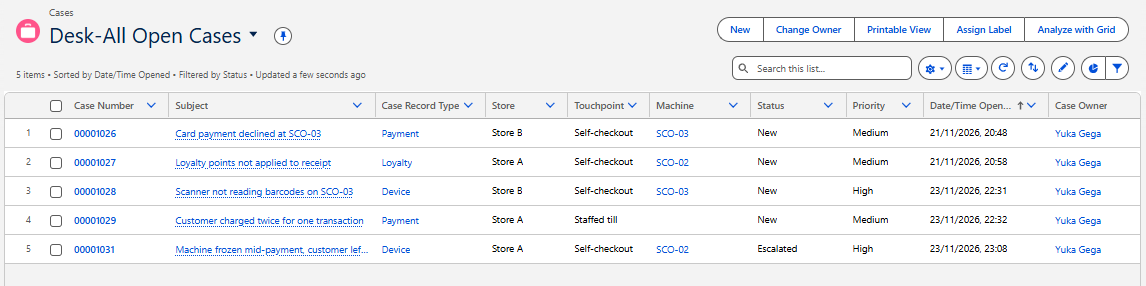 Cases
Desk-All Open Cases
New Change Owner Printable View Assign Label Analyze with Grid
5 items • Sorted by Date/Time Opened • Filtered by Status • Updated a few seconds ago
Search this list...
Case Number Subject Case Record Type Store Touchpoint Machine Status Priority Date/Time Open... Case Owner
1 00001026 Card payment declined at SCO-03 Payment Store B Self-checkout SCO-03 New Medium 21/11/2026, 20:48 Yuka Gega
2 00001027 Loyalty points not applied to receipt Loyalty Store A Self-checkout SCO-02 New Medium 21/11/2026, 20:58 Yuka Gega
3 00001028 Scanner not reading barcodes on SCO-03 Device Store B Self-checkout SCO-03 New High 23/11/2026, 22:31 Yuka Gega
4 00001029 Customer charged twice for one transaction Payment Store A Staffed till New Medium 23/11/2026, 22:32 Yuka Gega
5 00001031 Machine frozen mid-payment, customer lef... Device Store A Self-checkout SCO-02 Escalated High 23/11/2026, 23:08 Yuka Gega